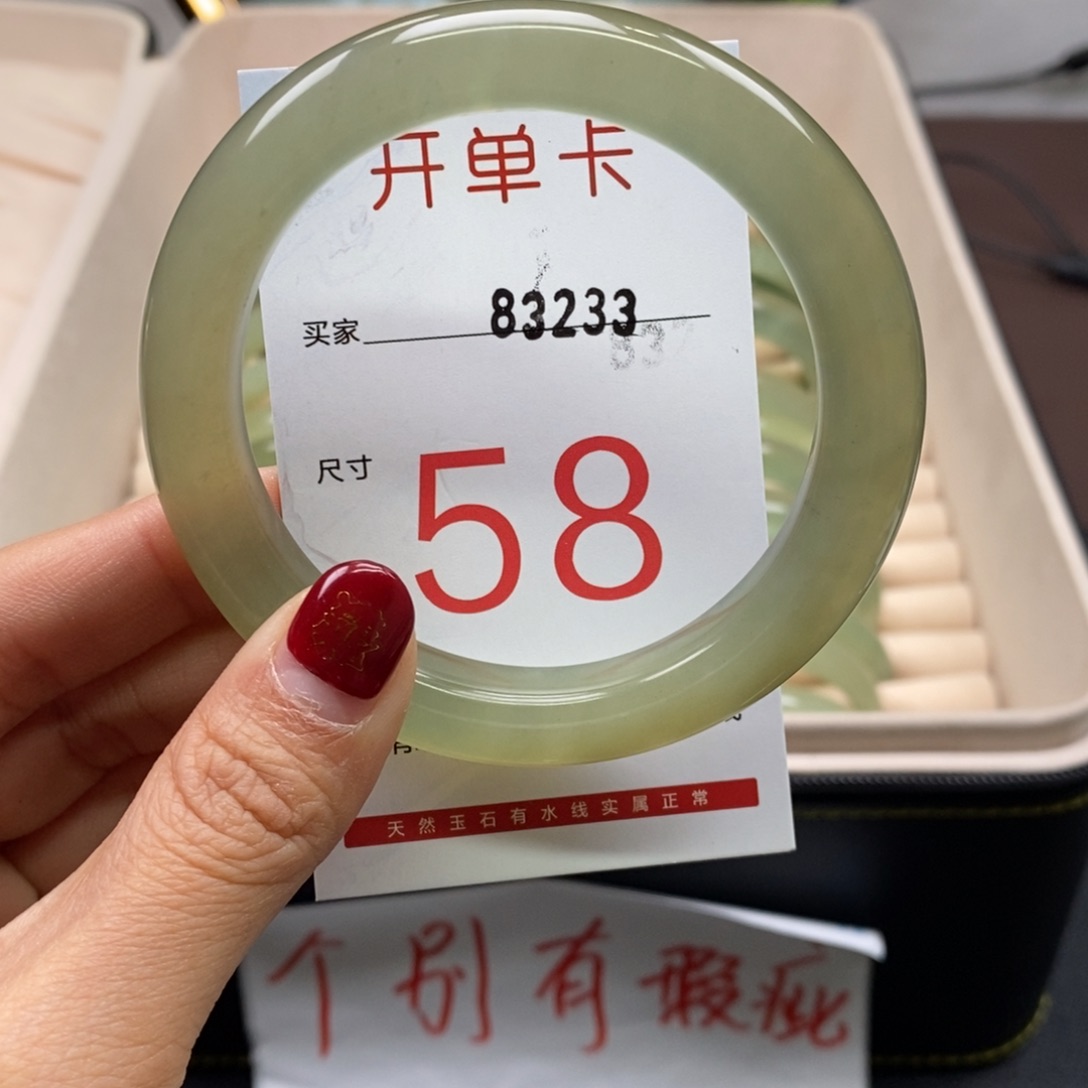 开单卡
买家 83233
尺寸 58
天然玉石有水线实属正常
个别有瑕疵